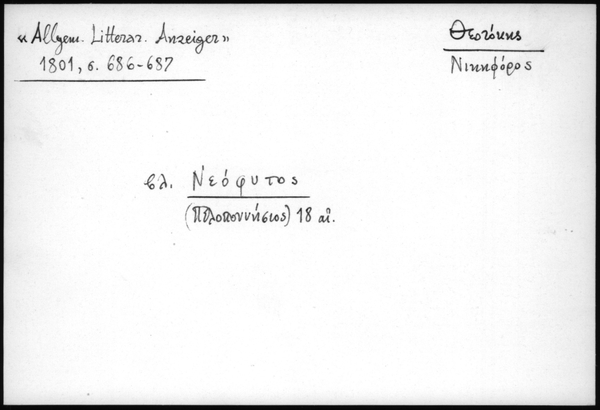 «Allgem. Litterar. Anzeiger»
1801, σ. 686-687
Θεοτόκης
Νικηφόρος
βλ. Νεόφυτος
(Πελοποννήσιος) 18 αἰ.